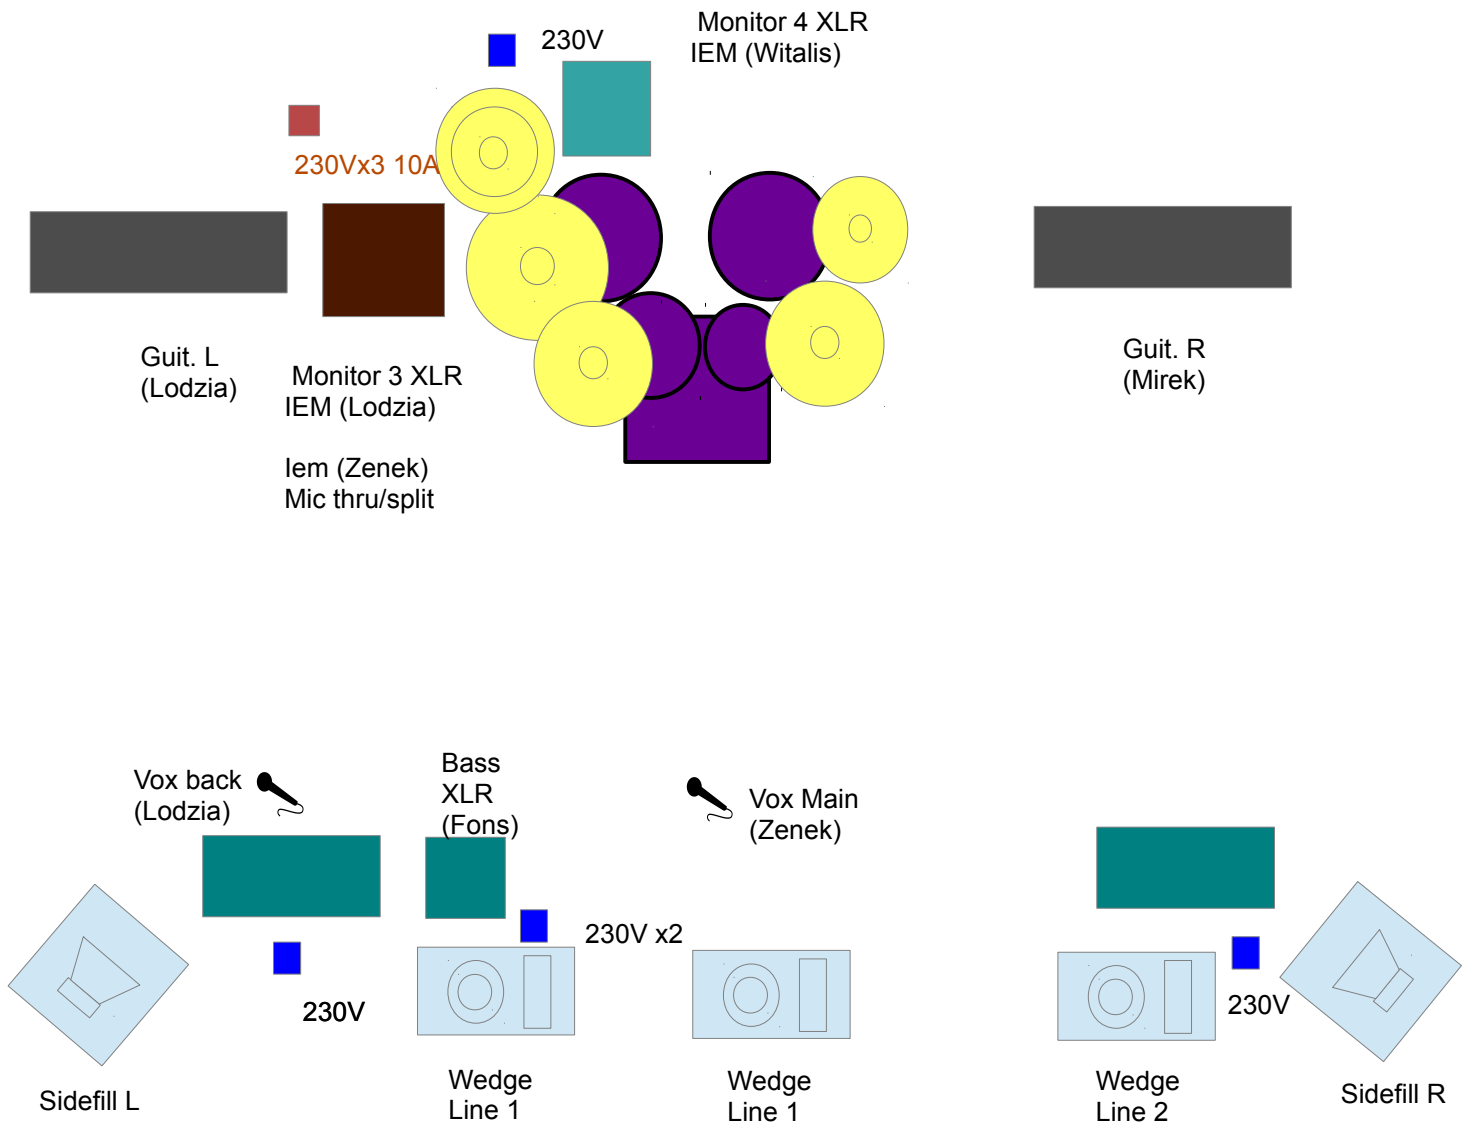 Monitor 4 XLR
IEM (Witalis)
230V
230Vx3 10A
Guit. L
(Lodzia)
Monitor 3 XLR
IEM (Lodzia)
Iem (Zenek)
Mic thru/split
Guit. R
(Mirek)
Vox back
(Lodzia)
Bass
XLR
(Fons)
Vox Main
(Zenek)
230V
230V x2
230V
Sidefill L
Wedge
Line 1
Wedge
Line 1
Wedge
Line 2
Sidefill R